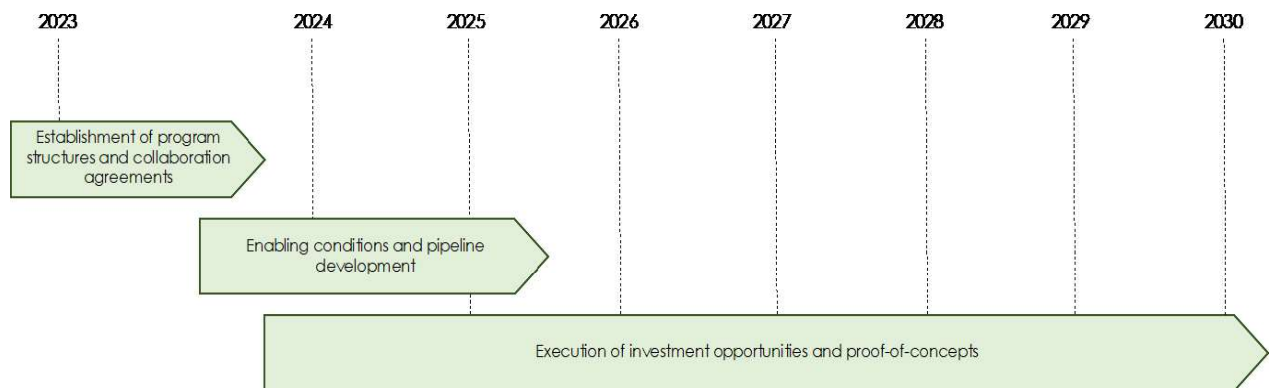 2023 2024 2025 2026 2027 2028 2029 2030
Establishment of program
structures and collaboration
agreements
Enabling conditions and pipeline
development
Execution of investment opportunities and proof-of-concepts